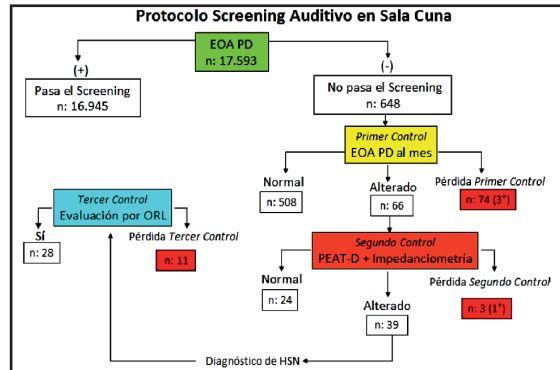 Protocolo Screening Auditivo en Sala Cuna
EOA PD
n: 17.593
(+)
(-)
Pasa el Screening
n: 16.945
No pasa el Screening
n: 648
Primer Control
EOA PD al mes
Normal
n: 508
Alterado
n: 66
Pérdida Primer Control
n: 74 (3*)
Segundo Control
PEAT-D + Impedanciometría
Normal
n: 24
Alterado
n: 39
Pérdida Segundo Control
n: 3 (1*)
Diagnóstico de HSN
Tercer Control
Evaluación por ORL
Sí
n: 28
Pérdida Tercer Control
n: 11